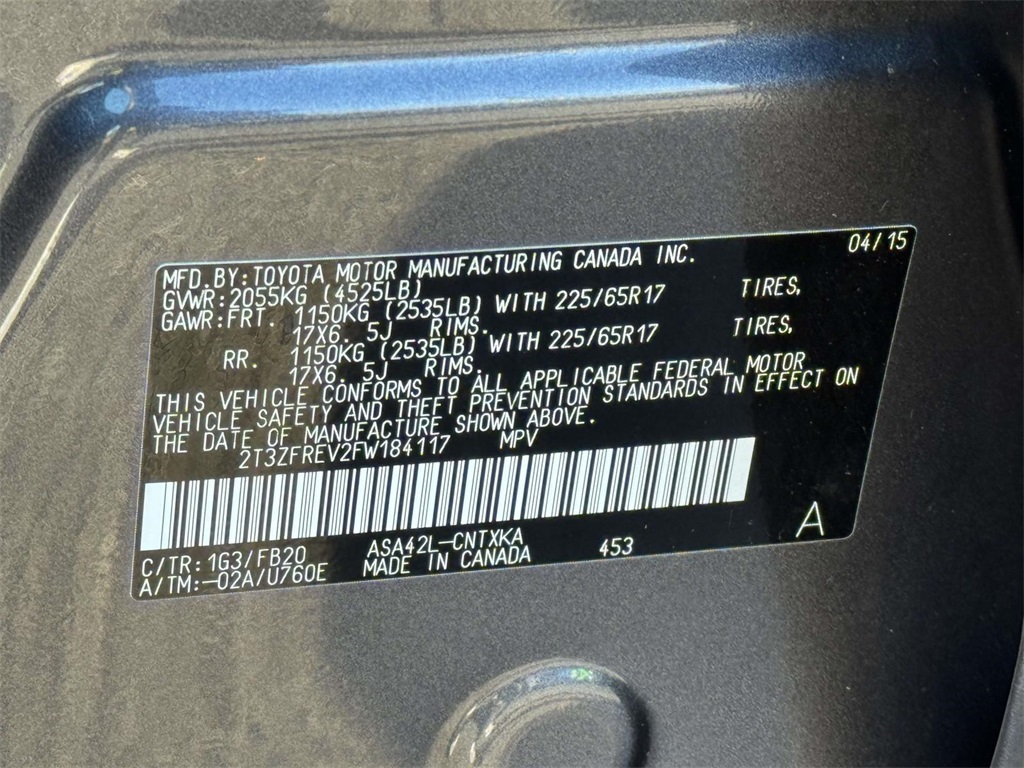 04/15
MFD.BY:TOYOTA MOTOR MANUFACTURING CANADA INC.
GVWR:2055KG (4525LB)
GAWR:FRT. 1150KG (2535LB) WITH 225/65R17 TIRES,
17X6. 5J RIMS.
RR. 1150KG (2535LB) WITH 225/65R17 TIRES,
17X6. 5J RIMS.
THIS VEHICLE CONFORMS TO ALL APPLICABLE FEDERAL MOTOR
VEHICLE SAFETY AND THEFT PREVENTION STANDARDS IN EFFECT ON
THE DATE OF MANUFACTURE SHOWN ABOVE.
2T3ZFREV2FW184117 MPV
C/TR:1G3/FB20 ASA42L-CNTXKA 453 A
A/TM:-02A/U760E MADE IN CANADA